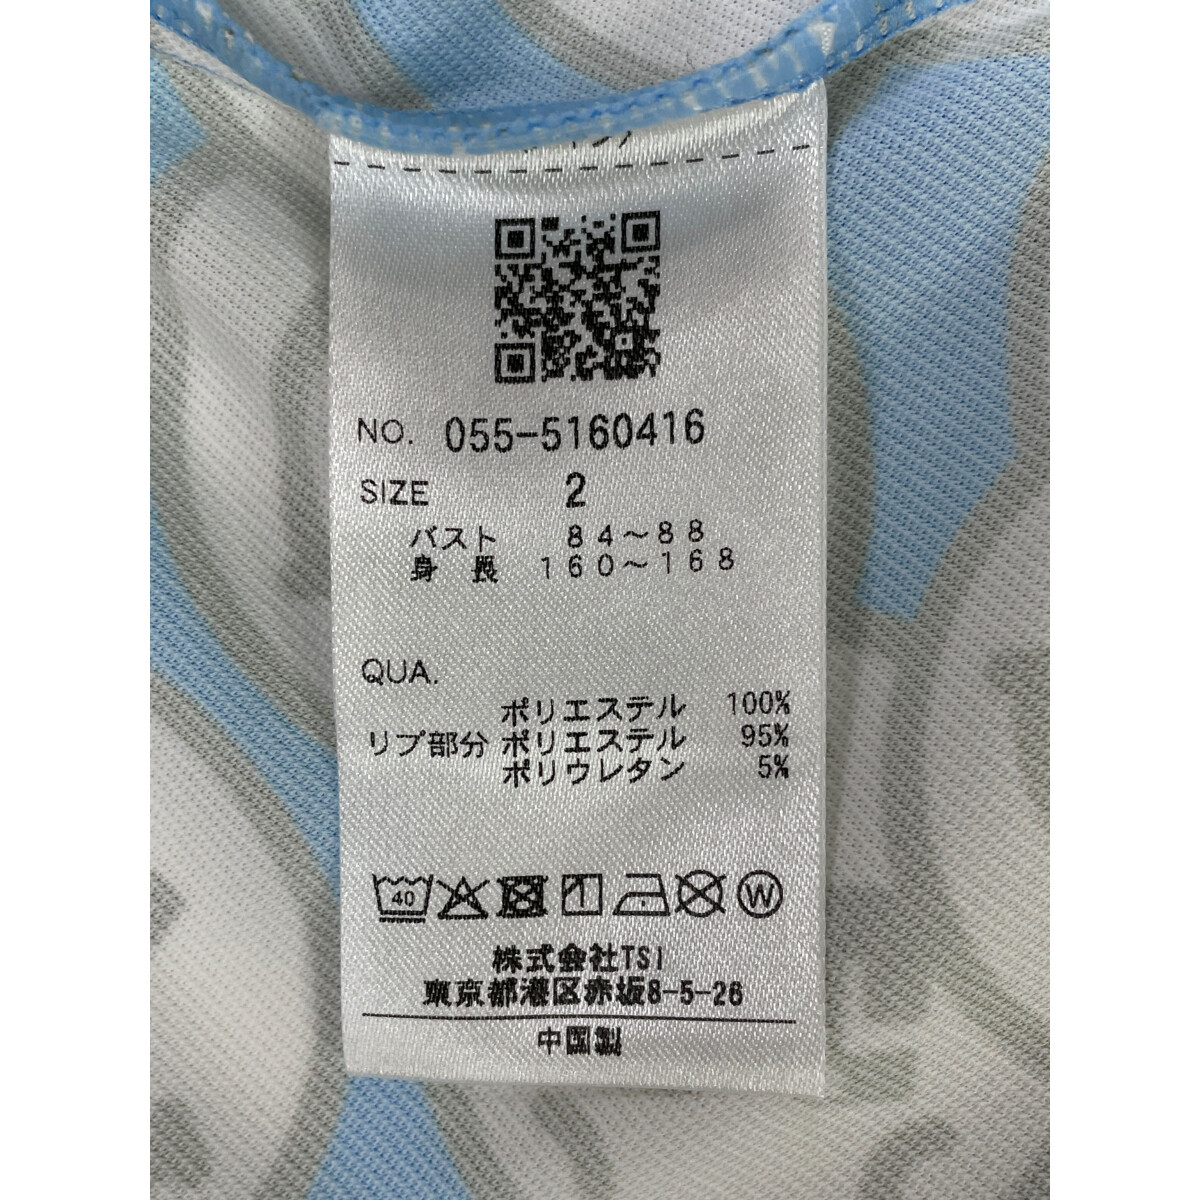 NO. 055-5160416
SIZE 2
バスト 84～88
身長 160～168
QUA.
ポリエステル 100%
リブ部分 ポリエステル 95%
ポリウレタン 5%
40 W
株式会社TSI
東京都港区赤坂8-5-26
中国製